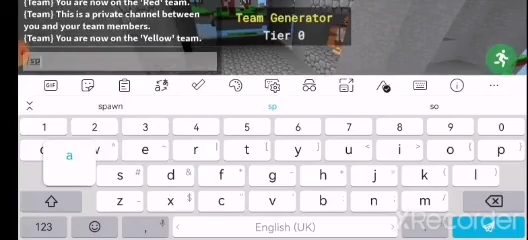 {Team} You are now on the 'Red' team.
{Team} This is a private channel between
you and your team members.
{Team} You are now on the 'Yellow' team.
Team Generator
Tier 0
/sp
GIF
spawn sp so
1 2 3 4 5 6 7 8 9 0
e ~ r | t [ y ] u < i > o { p }
a
s # d & f * g - h + j = k ( l )
z - x $ c " v ' b : n ; m /
123 , English (UK)
XRecorder